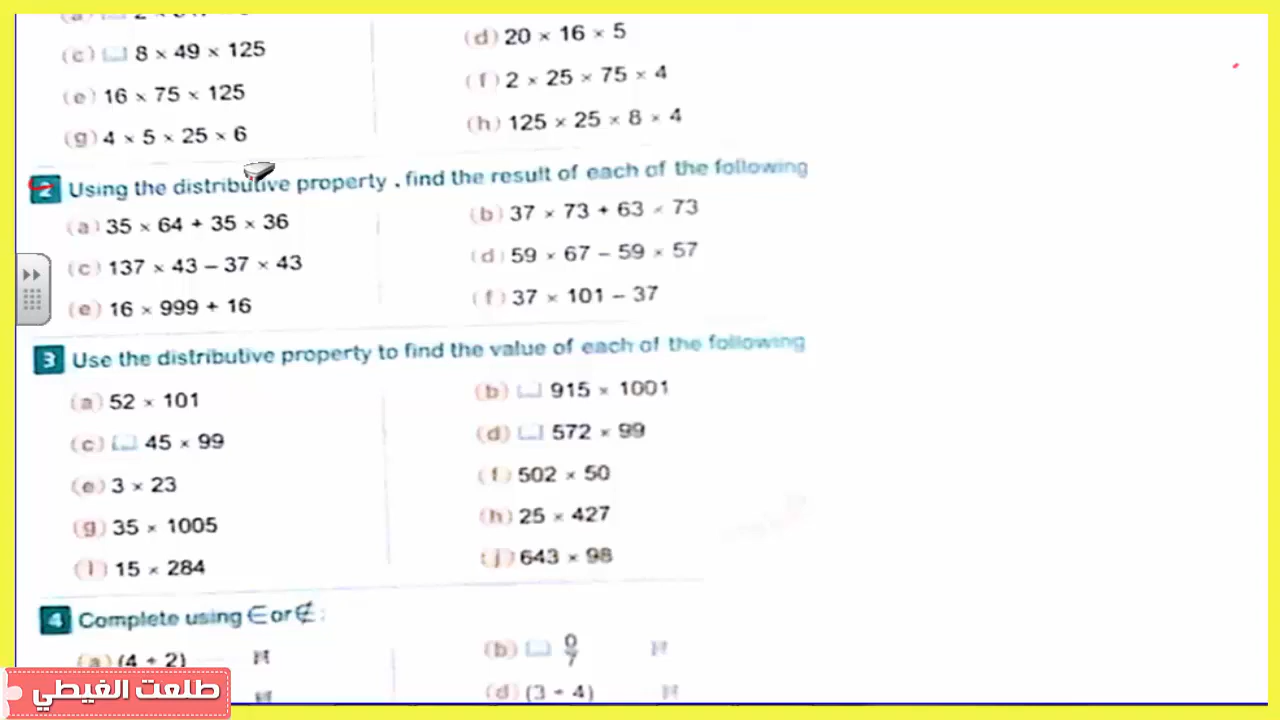 (c) 8 × 49 × 125
(d) 20 × 16 × 5
(e) 16 × 75 × 125
(f) 2 × 25 × 75 × 4
(g) 4 × 5 × 25 × 6
(h) 125 × 25 × 8 × 4
2 Using the distributive property , find the result of each of the following
(a) 35 × 64 + 35 × 36
(b) 37 × 73 + 63 × 73
(c) 137 × 43 – 37 × 43
(d) 59 × 67 – 59 × 57
(e) 16 × 999 + 16
(f) 37 × 101 – 37
3 Use the distributive property to find the value of each of the following
(a) 52 × 101
(b) 915 × 1001
(c) 45 × 99
(d) 572 × 99
(e) 3 × 23
(f) 502 × 50
(g) 35 × 1005
(h) 25 × 427
(i) 15 × 284
(j) 643 × 98
4 Complete using ∈ or ∉ :
(a) (4 ÷ 2) ℕ
(b) 0/7 ℕ
(d) (3 ÷ 4) ℕ
طلعت الغيطي